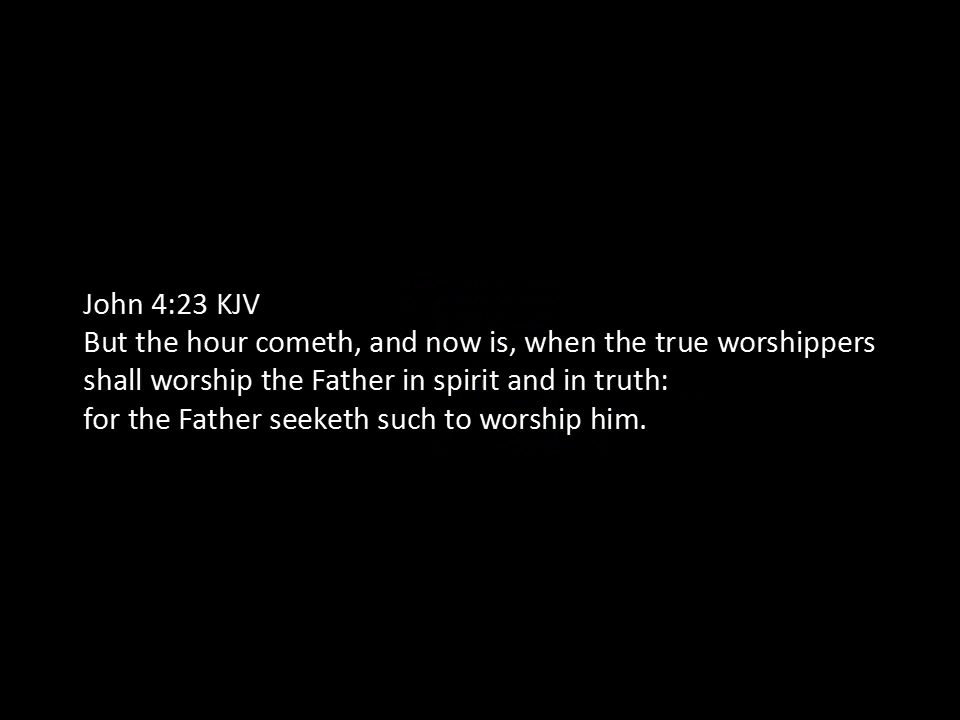 John 4:23 KJV
But the hour cometh, and now is, when the true worshippers
shall worship the Father in spirit and in truth:
for the Father seeketh such to worship him.